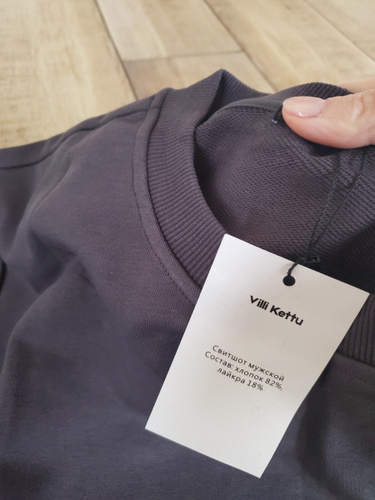 Villi Kettu
Свитшот мужской
Состав: хлопок 82%,
лайкра 18%